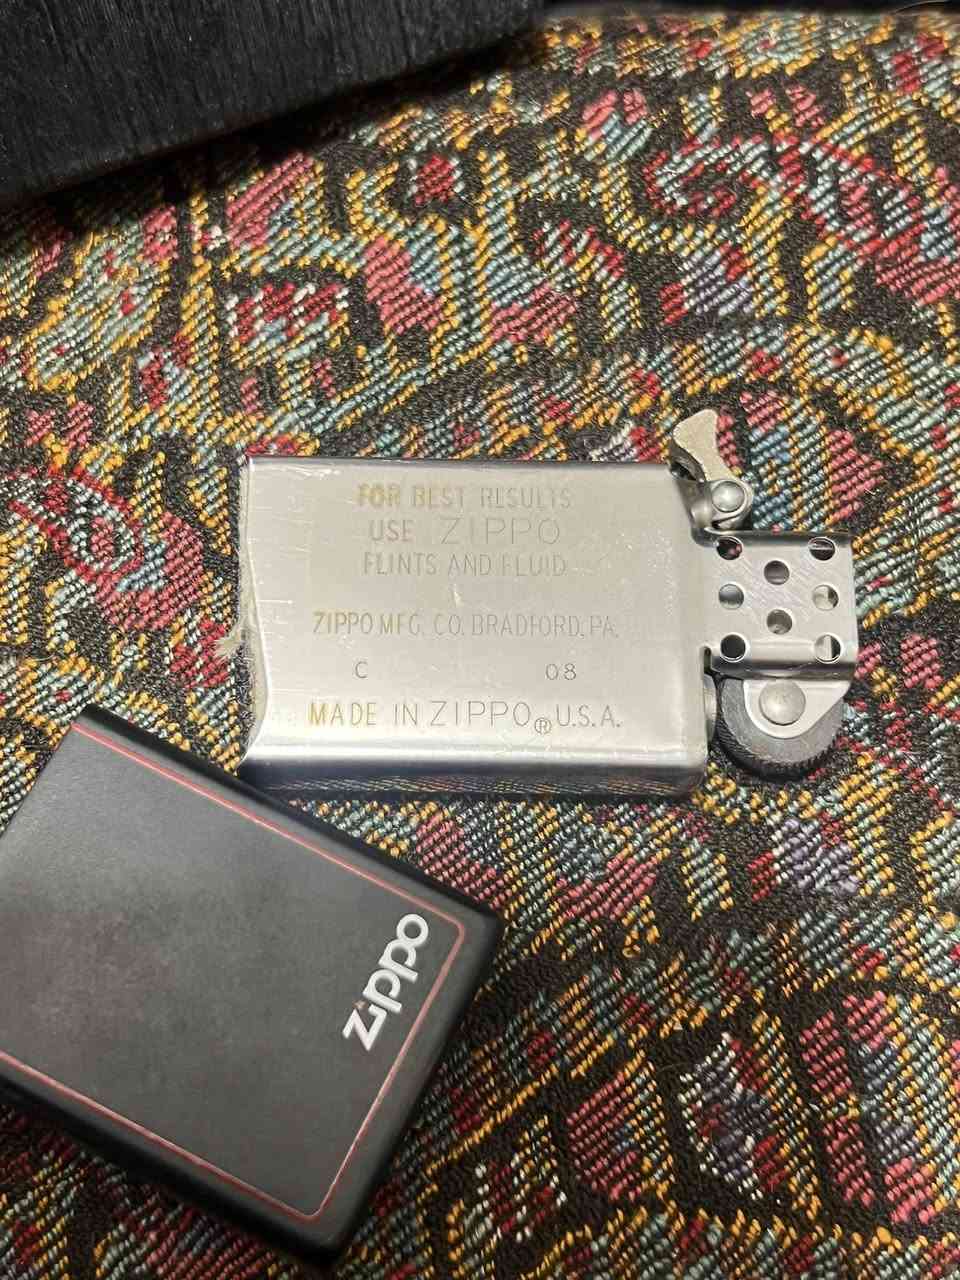 FOR BEST RESULTS
USE ZIPPO
FLINTS AND FLUID
ZIPPO MFG. CO. BRADFORD, PA.
C 08
MADE IN ZIPPO® U.S.A.
zippo